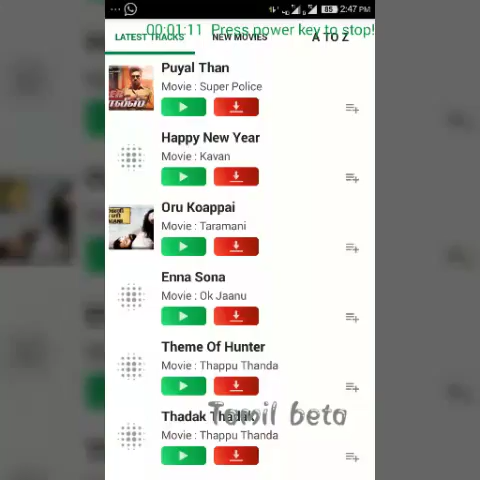 85 2:47 PM
00:01:11 Press power key to stop!
LATEST TRACKS NEW MOVIES A TO Z
Puyal Than
Movie : Super Police
Happy New Year
Movie : Kavan
Oru Koappai
Movie : Taramani
Enna Sona
Movie : Ok Jaanu
Theme Of Hunter
Movie : Thappu Thanda
Thadak Thadak
Tamil beta
Movie : Thappu Thanda